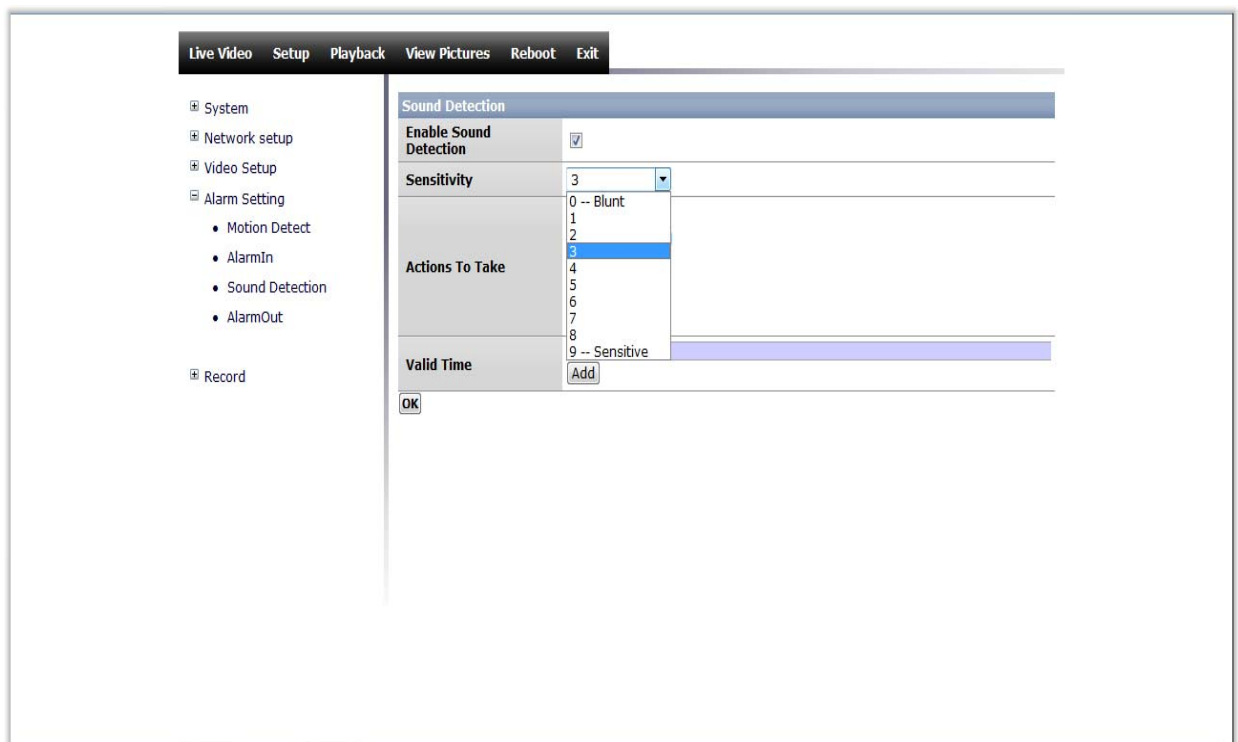 Live Video Setup Playback View Pictures Reboot Exit
System
Network setup
Video Setup
Alarm Setting
Motion Detect
AlarmIn
Sound Detection
AlarmOut
Record
Sound Detection
Enable Sound
Detection
Sensitivity
3
0 -- Blunt
1
2
3
4
5
6
7
8
9 -- Sensitive
Actions To Take
Valid Time
Add
OK